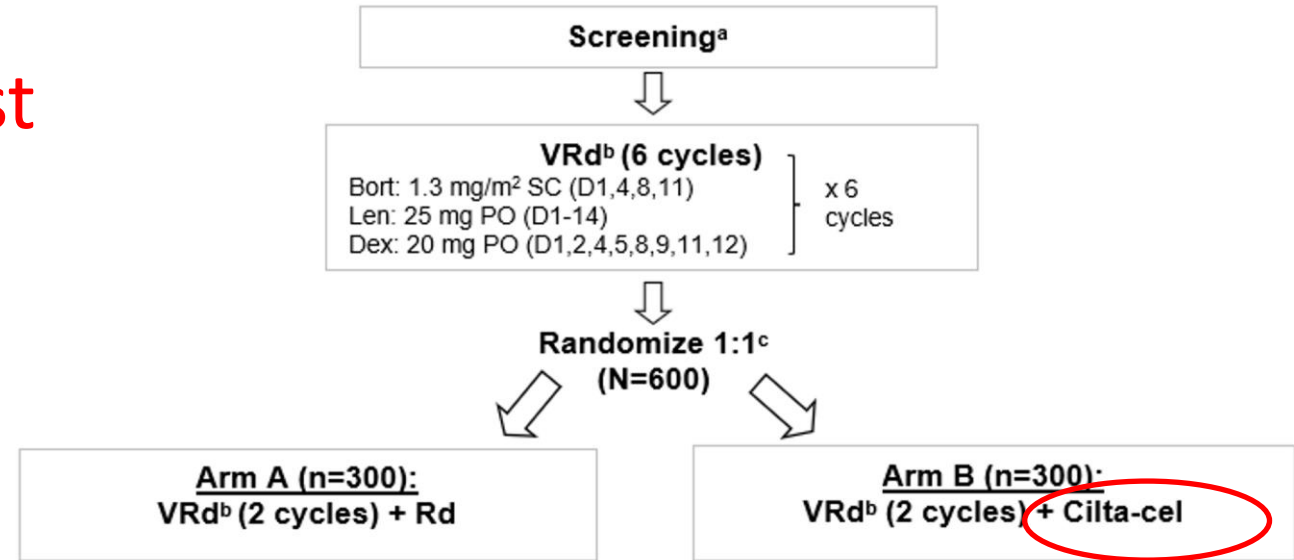 st
Screeningᵃ
VRdᵇ (6 cycles)
Bort: 1.3 mg/m² SC (D1,4,8,11)
Len: 25 mg PO (D1-14)
Dex: 20 mg PO (D1,2,4,5,8,9,11,12)
x 6
cycles
Randomize 1:1ᶜ
(N=600)
Arm A (n=300):
VRdᵇ (2 cycles) + Rd
Arm B (n=300):
VRdᵇ (2 cycles) + Cilta-cel